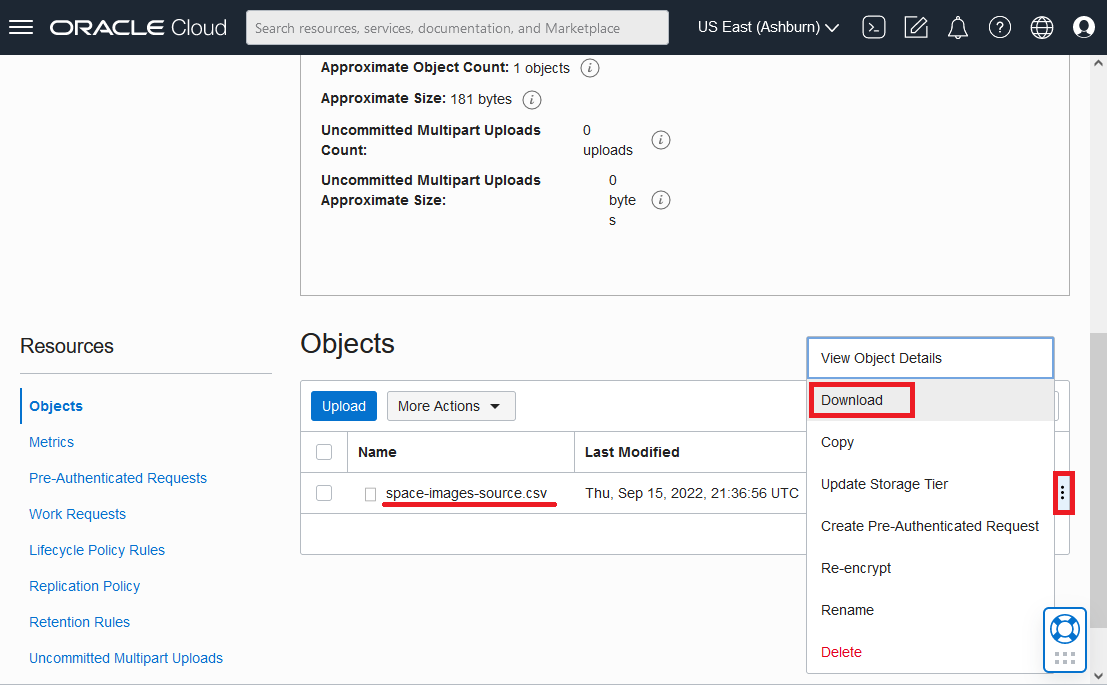 ORACLE Cloud
Search resources, services, documentation, and Marketplace
US East (Ashburn)
Approximate Object Count: 1 objects
Approximate Size: 181 bytes
Uncommitted Multipart Uploads
Count:
0
uploads
Uncommitted Multipart Uploads
Approximate Size:
0
byte
s
Resources
Objects
Metrics
Pre-Authenticated Requests
Work Requests
Lifecycle Policy Rules
Replication Policy
Retention Rules
Uncommitted Multipart Uploads
Objects
Upload
More Actions
Name
Last Modified
space-images-source.csv
Thu, Sep 15, 2022, 21:36:56 UTC
View Object Details
Download
Copy
Update Storage Tier
Create Pre-Authenticated Request
Re-encrypt
Rename
Delete